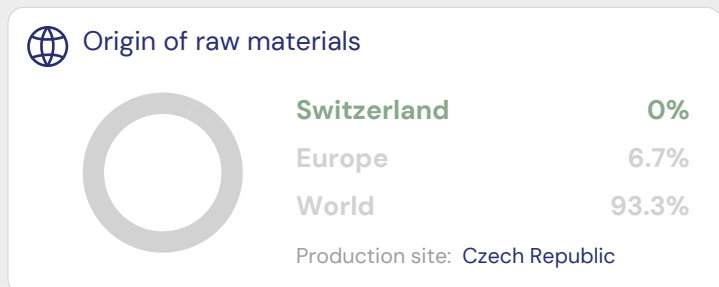 Origin of raw materials
Switzerland 0%
Europe 6.7%
World 93.3%
Production site: Czech Republic